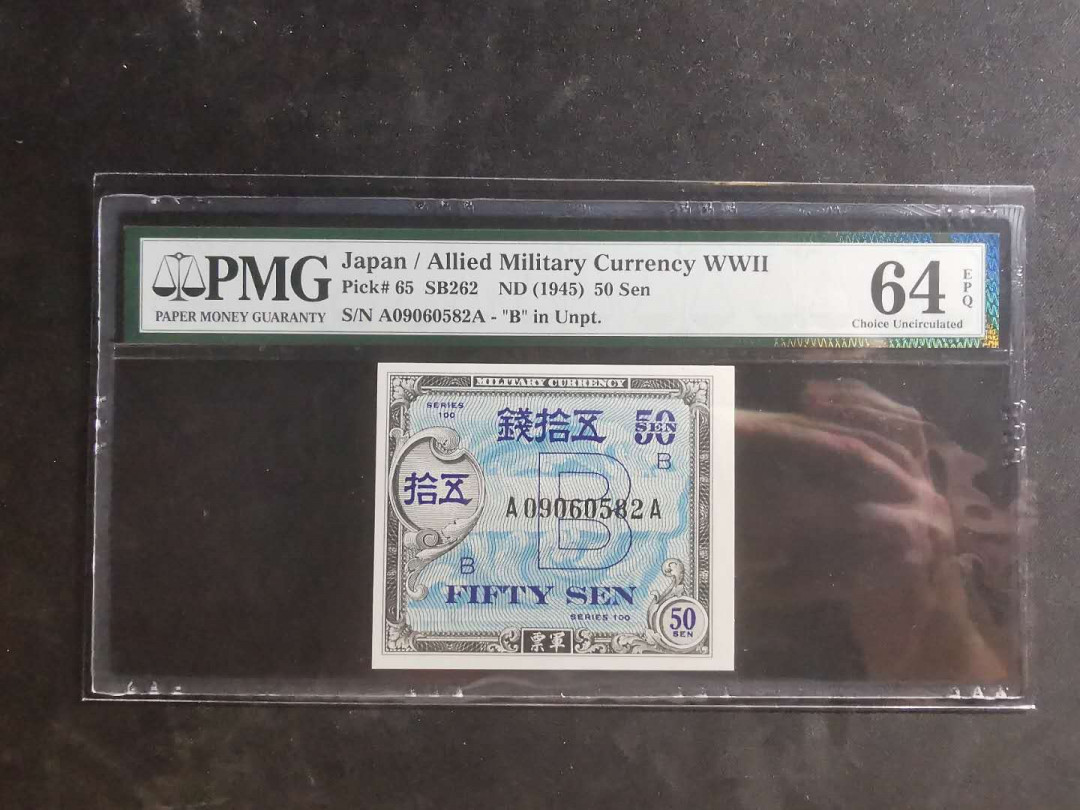 PMG
PAPER MONEY GUARANTY
Japan / Allied Military Currency WWII
Pick# 65 SB262 ND (1945) 50 Sen
S/N A09060582A - "B" in Unpt.
64
EPQ
Choice Uncirculated
MILITARY CURRENCY
SERIES
100
錢拾五
50
SEN
B
拾五
B
A09060582A
B
FIFTY SEN
SERIES 100
50
SEN
票軍